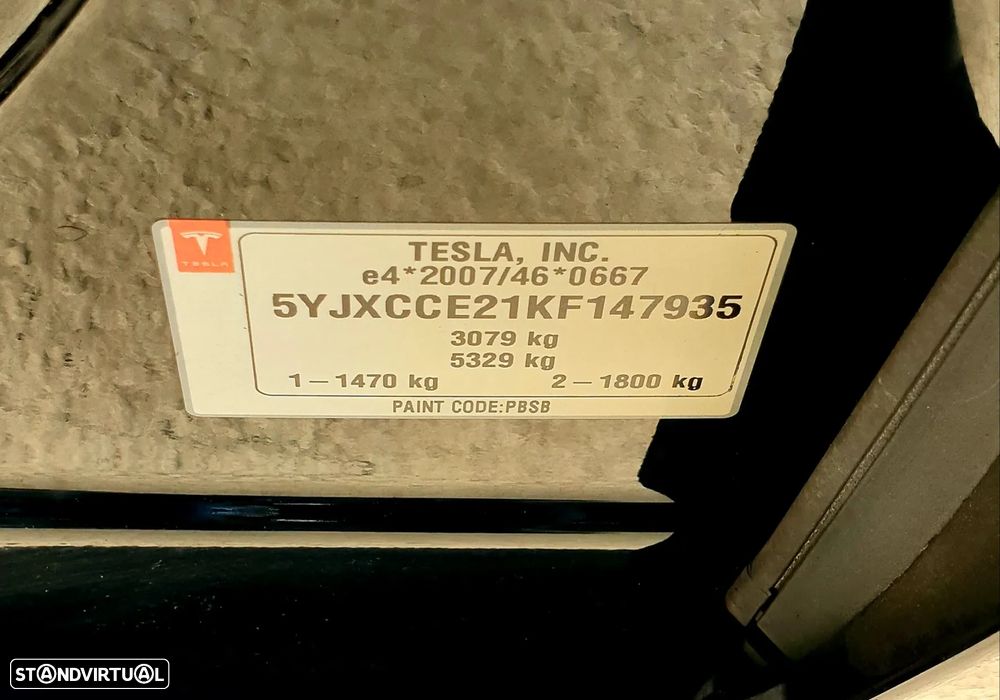 TESLA
TESLA, INC.
e4*2007/46*0667
5YJXCCE21KF147935
3079 kg
5329 kg
1 – 1470 kg 2 – 1800 kg
PAINT CODE:PBSB
STANDVIRTUAL